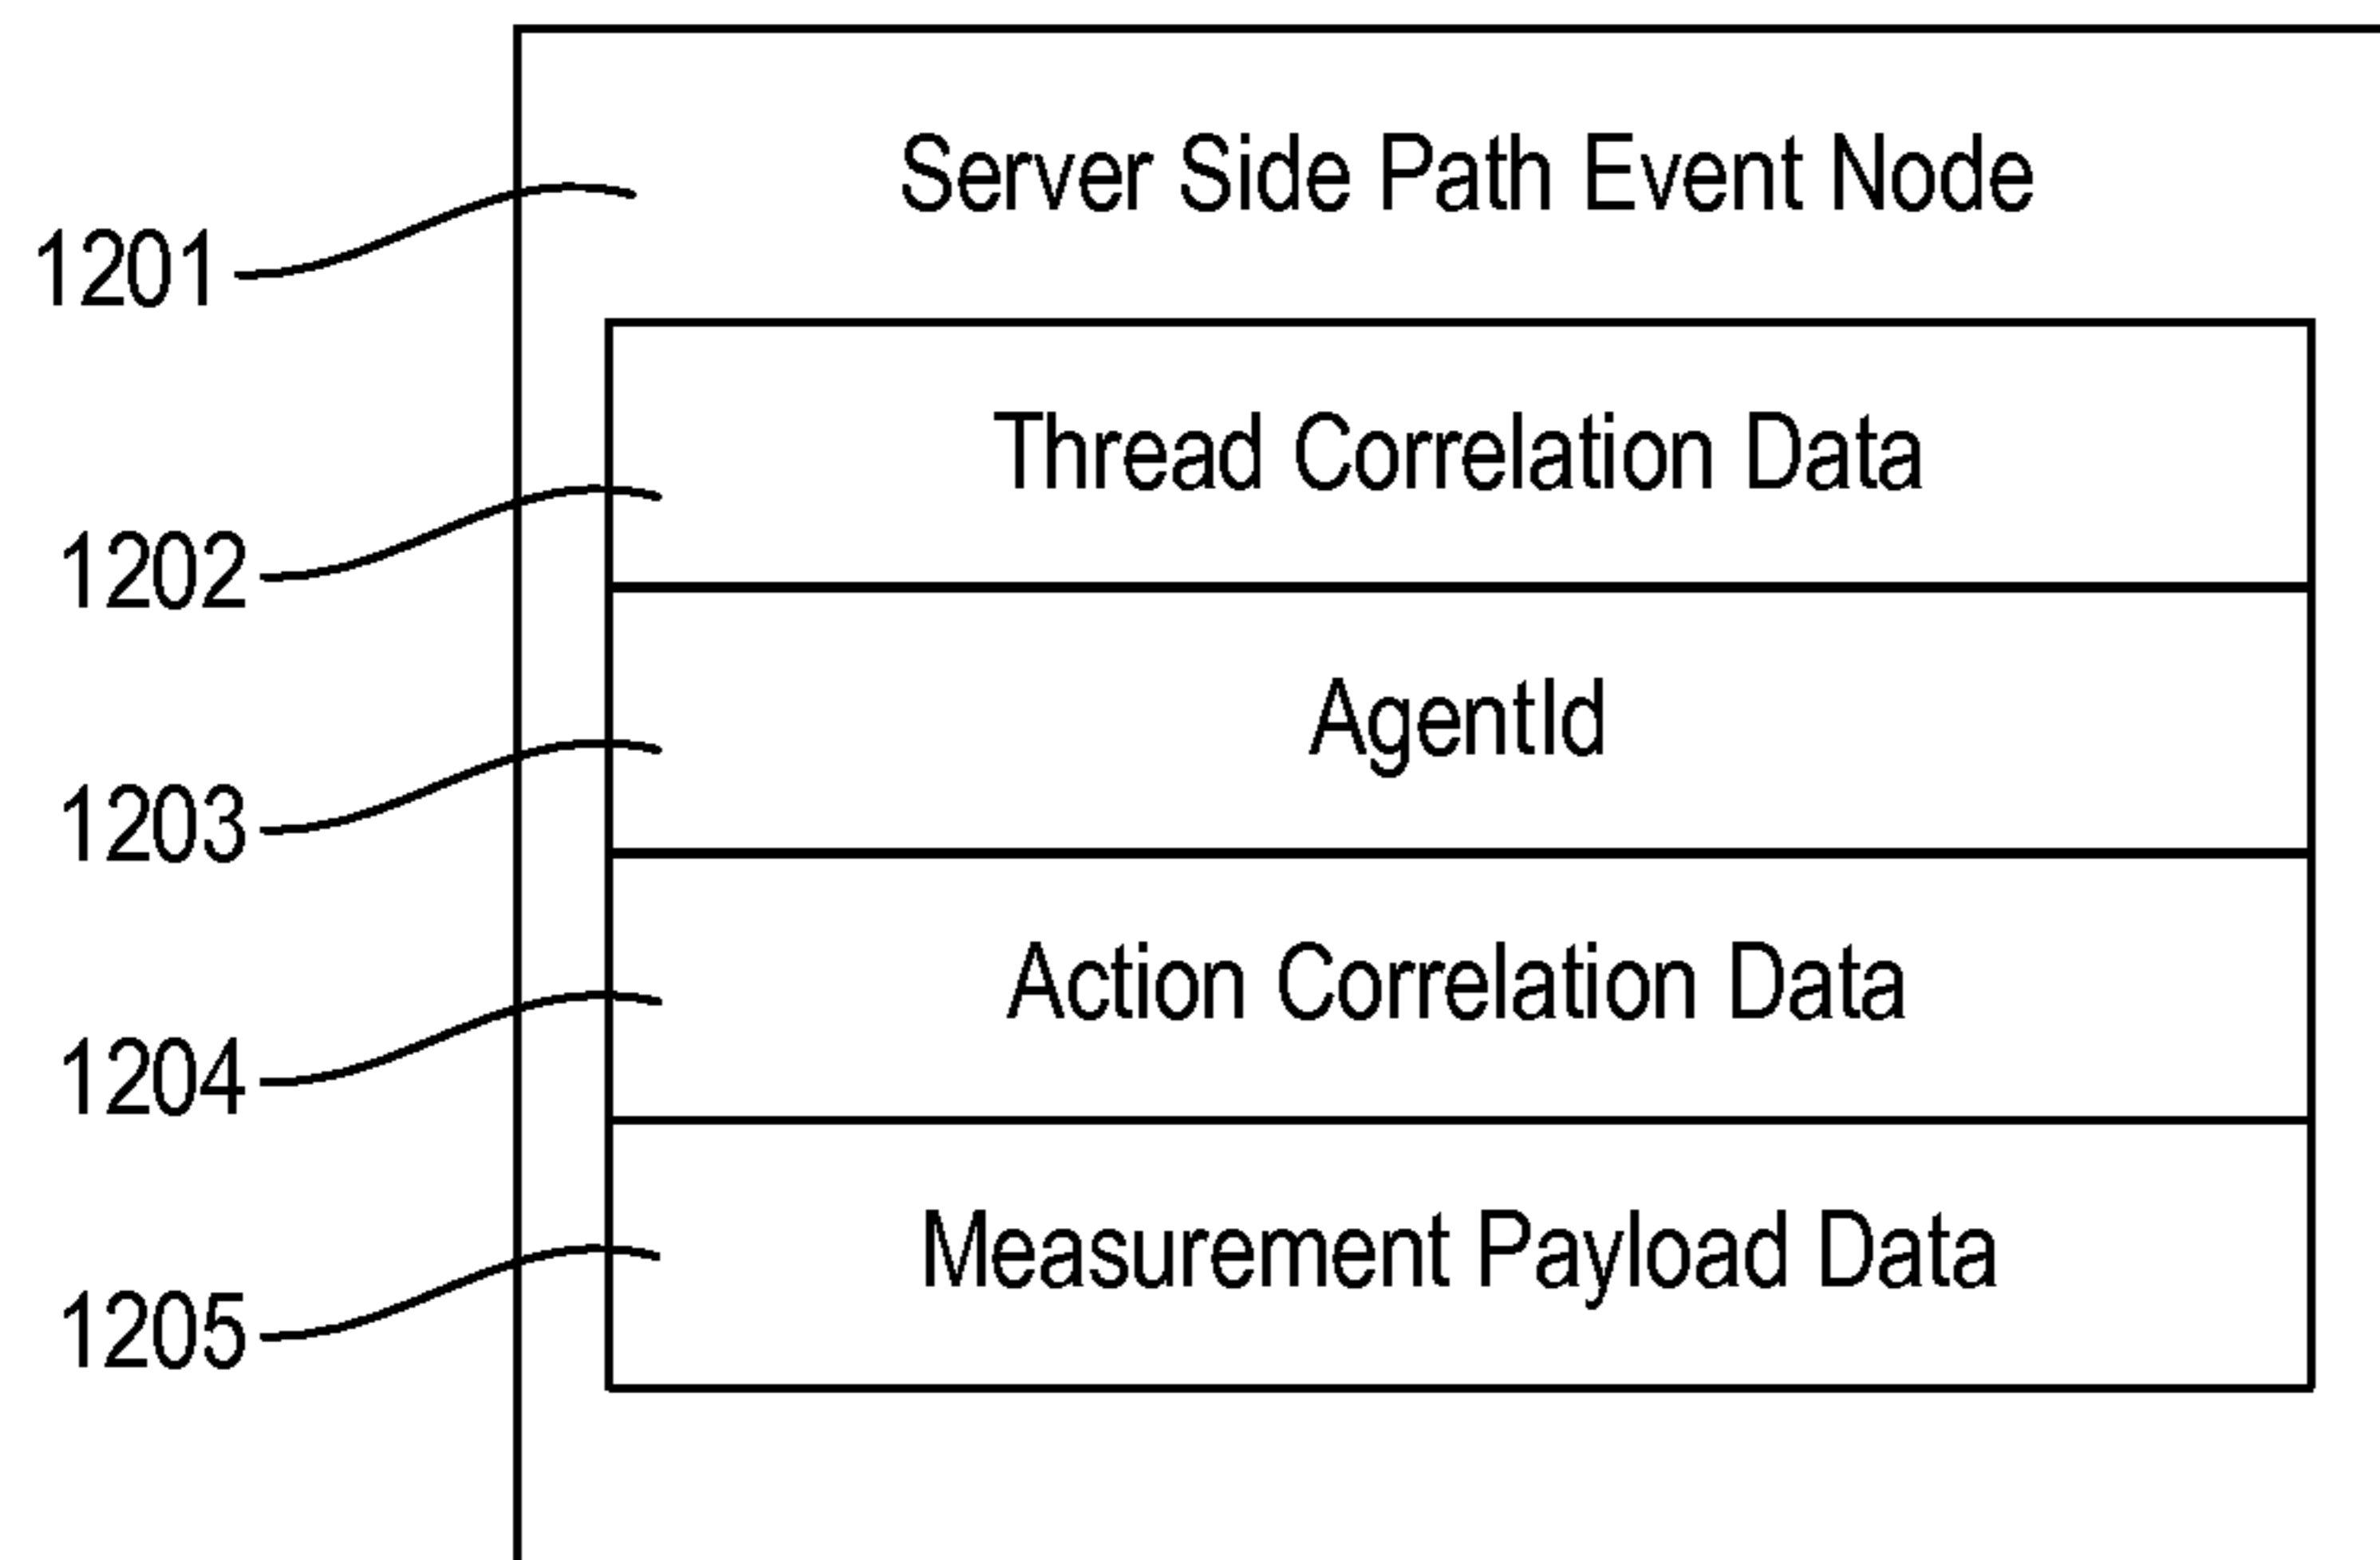 Server Side Path Event Node
1201
Thread Correlation Data
1202
AgentId
1203
Action Correlation Data
1204
Measurement Payload Data
1205